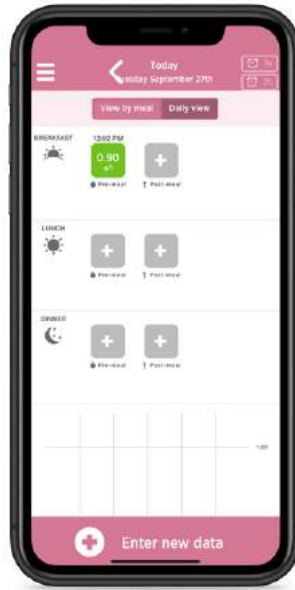 Today
Tuesday September 27th
View by meal Daily view
BREAKFAST 12:02 PM
0.90
Pre-meal Post-meal
LUNCH
Pre-meal Post-meal
DINNER
Pre-meal Post-meal
Enter new data